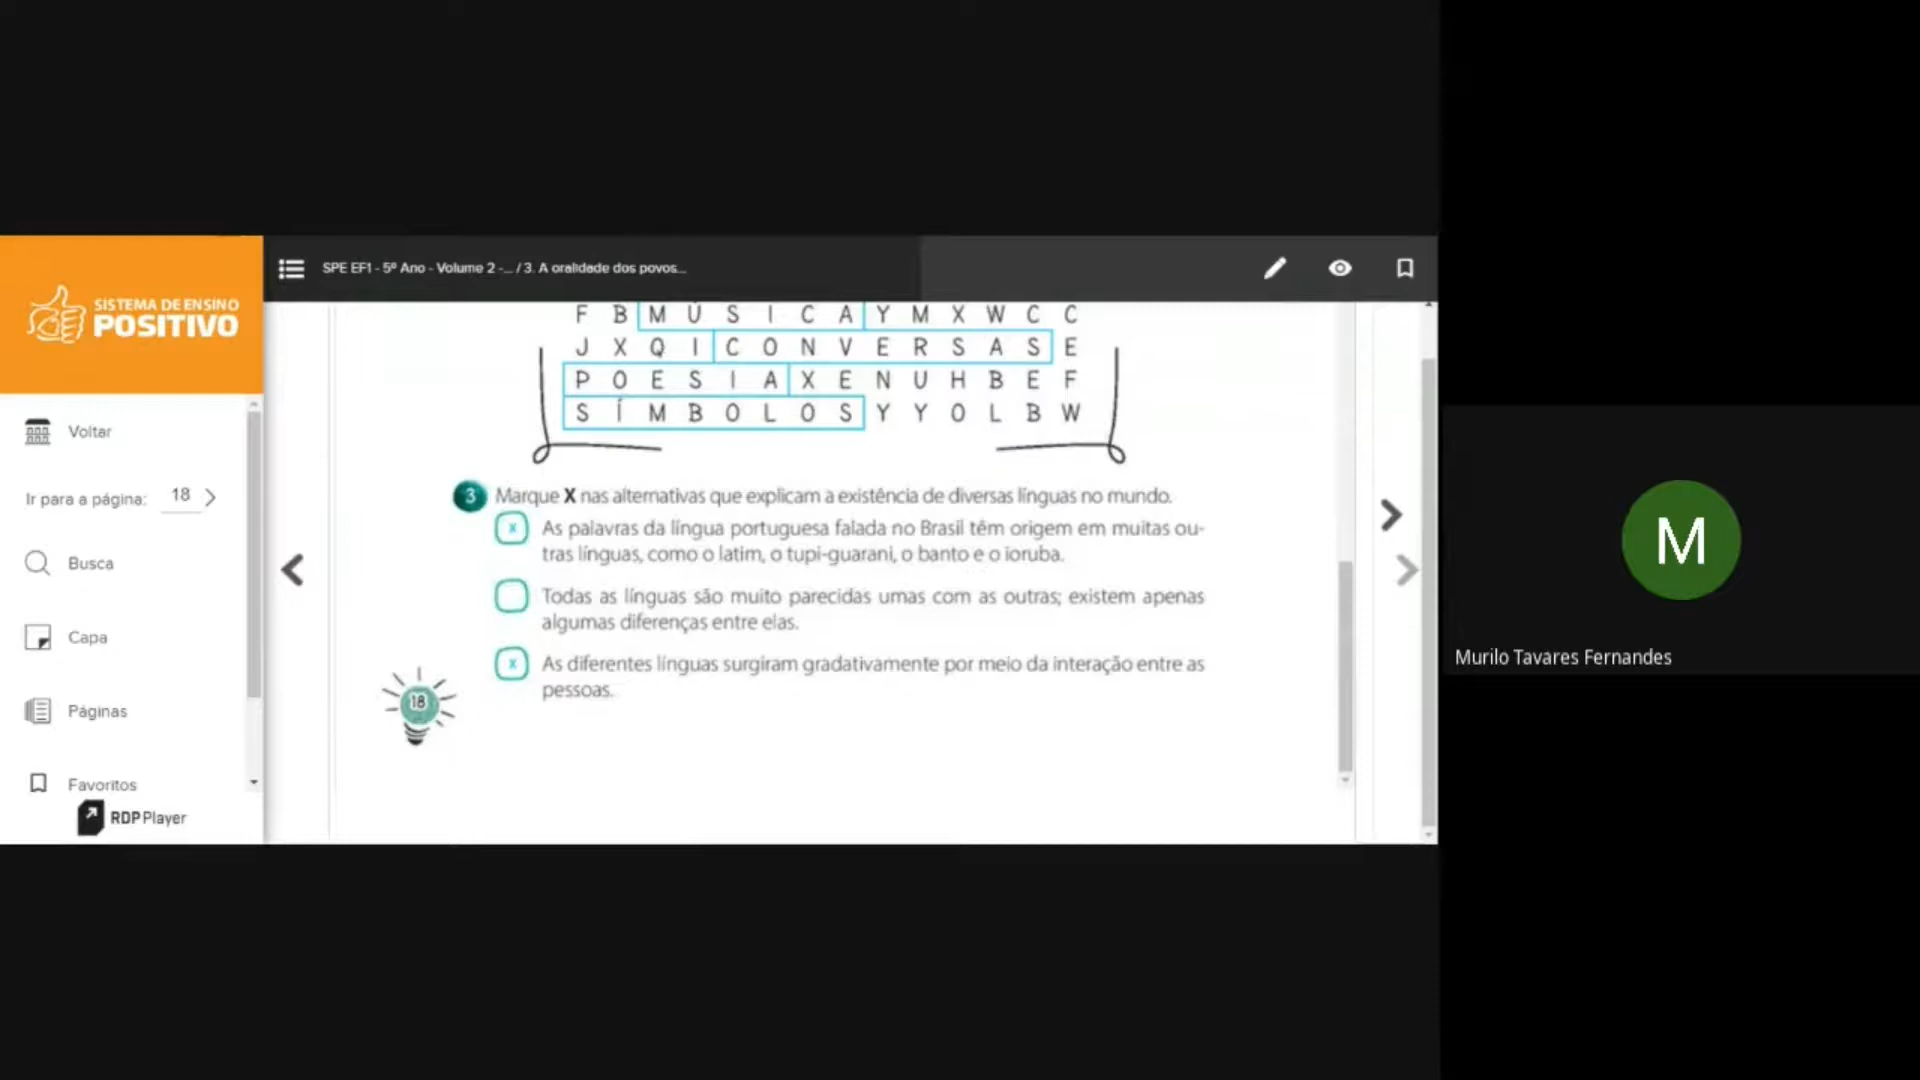 SISTEMA DE ENSINO
POSITIVO
SPE EF1 - 5º Ano - Volume 2 -... / 3. A oralidade dos povos...
Voltar
Ir para a página: 18
Busca
Capa
Páginas
Favoritos
RDP Player
F B M Ú S I C A Y M X W C C
J X Q I C O N V E R S A S E
P O E S I A X E N U H B E F
S Í M B O L O S Y Y O L B W
3 Marque X nas alternativas que explicam a existência de diversas línguas no mundo.
x As palavras da língua portuguesa falada no Brasil têm origem em muitas ou-
tras línguas, como o latim, o tupi-guarani, o banto e o ioruba.
Todas as línguas são muito parecidas umas com as outras; existem apenas
algumas diferenças entre elas.
x As diferentes línguas surgiram gradativamente por meio da interação entre as
pessoas.
18
M
Murilo Tavares Fernandes